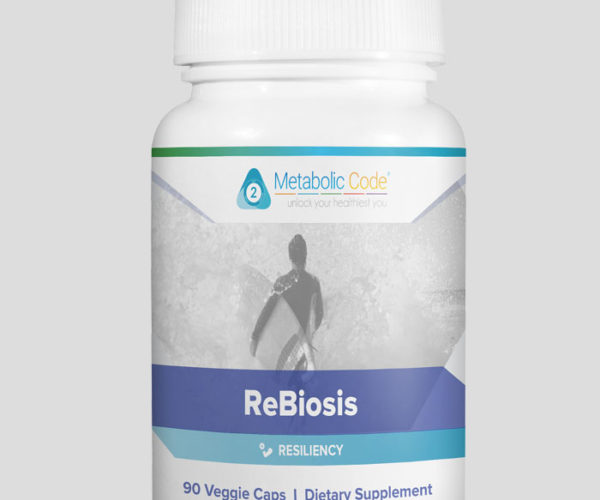 2
Metabolic Code®
unlock your healthiest you
ReBiosis
RESILIENCY
90 Veggie Caps | Dietary Supplement